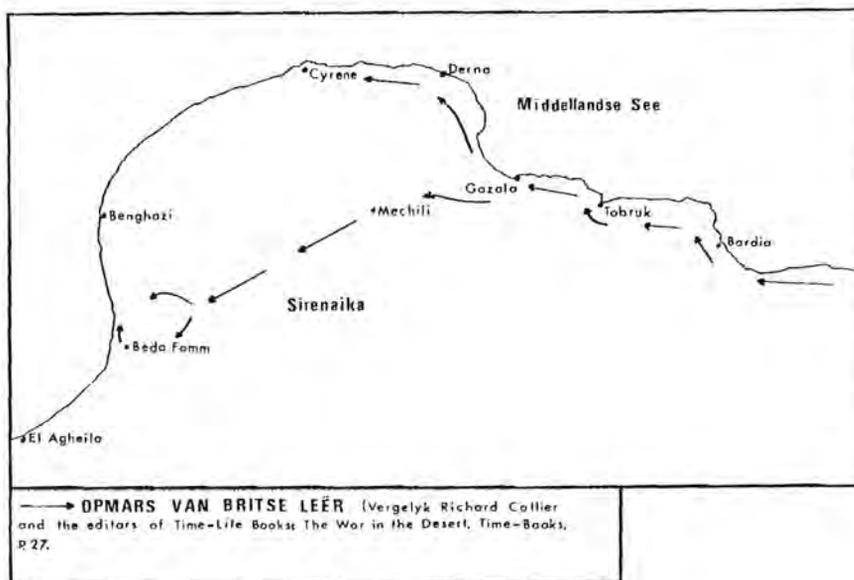 Cyrene
Derna
Middellandse See
Gazala
Mechili
Tobruk
Benghazi
Bardia
Sirenaika
Beda Fomm
El Agheila
OPMARS VAN BRITSE LEËR (Vergelyk Richard Collier
and the editors of Time-Life Books: The War in the Desert, Time-Books,
P. 27.